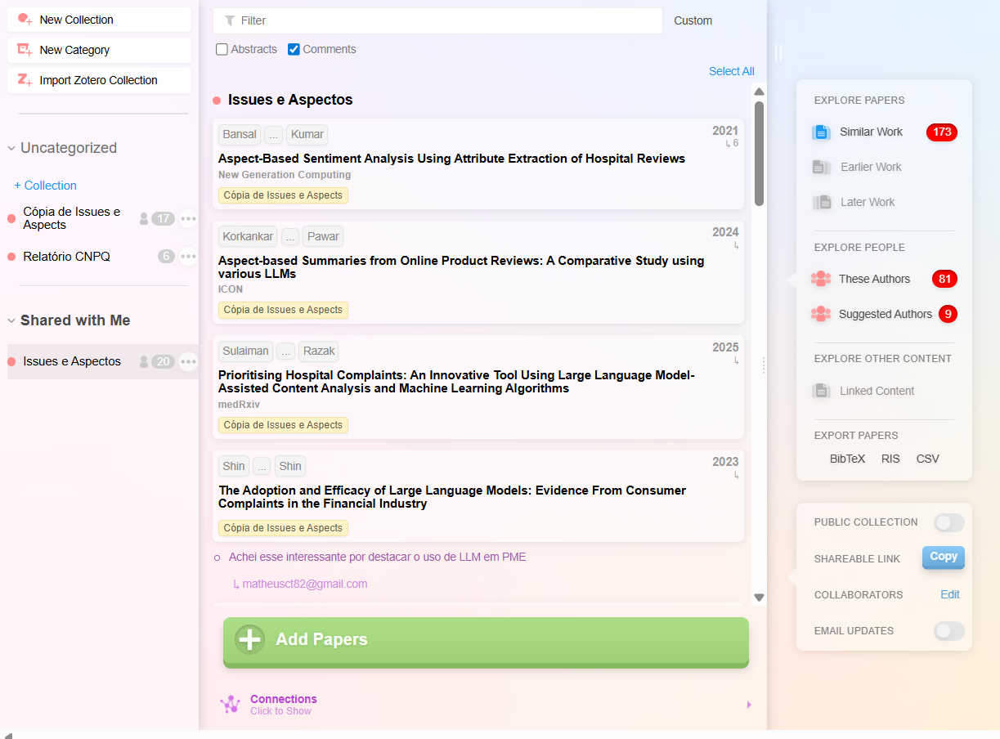 New Collection
New Category
Import Zotero Collection
Uncategorized
+ Collection
Cópia de Issues e
Aspects
17
Relatório CNPQ
6
Shared with Me
Issues e Aspectos
20
Filter
Custom
Abstracts
Comments
Select All
Issues e Aspectos
Bansal ... Kumar
2021
↳ 6
Aspect-Based Sentiment Analysis Using Attribute Extraction of Hospital Reviews
New Generation Computing
Cópia de Issues e Aspects
Korkankar ... Pawar
2024
↳
Aspect-based Summaries from Online Product Reviews: A Comparative Study using
various LLMs
ICON
Cópia de Issues e Aspects
Sulaiman ... Razak
2025
↳
Prioritising Hospital Complaints: An Innovative Tool Using Large Language Model-
Assisted Content Analysis and Machine Learning Algorithms
medRxiv
Cópia de Issues e Aspects
Shin ... Shin
2023
↳
The Adoption and Efficacy of Large Language Models: Evidence From Consumer
Complaints in the Financial Industry
Cópia de Issues e Aspects
Achei esse interessante por destacar o uso de LLM em PME
↳ matheusct82@gmail.com
Add Papers
Connections
Click to Show
EXPLORE PAPERS
Similar Work 173
Earlier Work
Later Work
EXPLORE PEOPLE
These Authors 81
Suggested Authors 9
EXPLORE OTHER CONTENT
Linked Content
EXPORT PAPERS
BibTeX RIS CSV
PUBLIC COLLECTION
SHAREABLE LINK Copy
COLLABORATORS Edit
EMAIL UPDATES